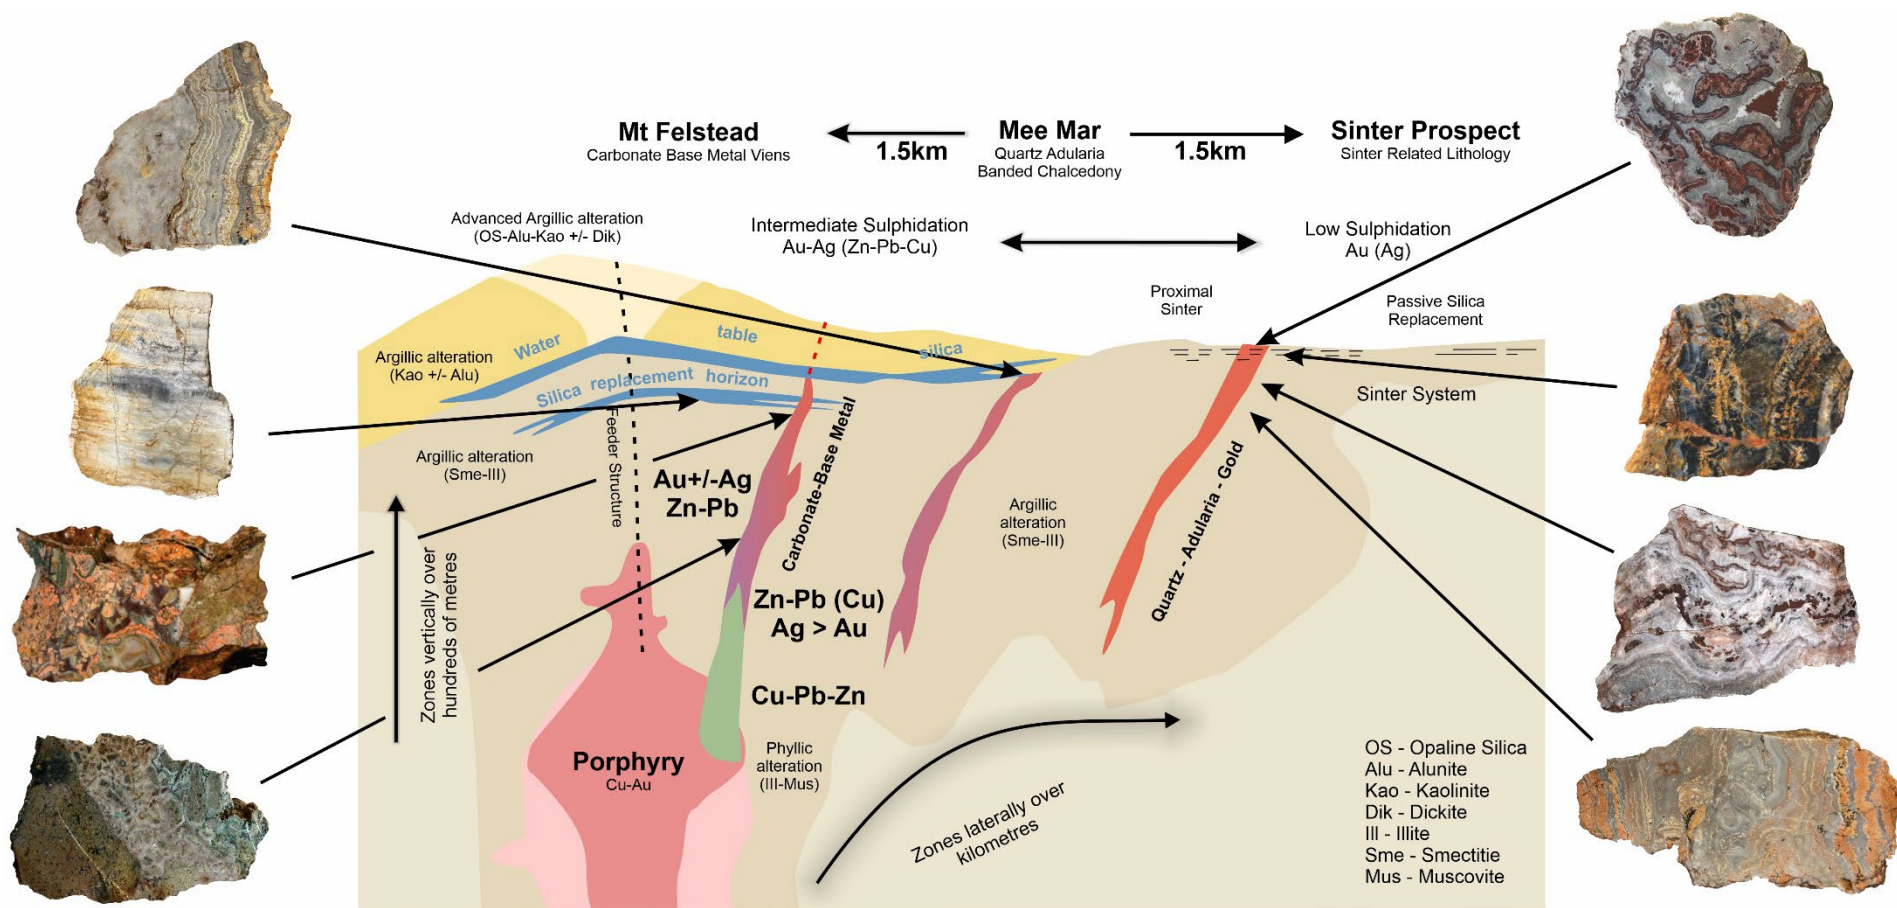 Mt Felstead
Carbonate Base Metal Viens
1.5km
Mee Mar
Quartz Adularia
Banded Chalcedony
1.5km
Sinter Prospect
Sinter Related Lithology
Advanced Argillic alteration
(OS-Alu-Kao +/- Dik)
Intermediate Sulphidation
Au-Ag (Zn-Pb-Cu)
Low Sulphidation
Au (Ag)
Proximal
Sinter
Passive Silica
Replacement
Water table silica
Argillic alteration
(Kao +/- Alu)
Silica replacement horizon
Sinter System
Argillic alteration
(Sme-III)
Feeder Structure
Au+/-Ag
Zn-Pb
Carbonate-Base Metal
Argillic
alteration
(Sme-III)
Quartz - Adularia - Gold
Zones vertically over
hundreds of metres
Zn-Pb (Cu)
Ag > Au
Cu-Pb-Zn
Porphyry
Cu-Au
Phyllic
alteration
(III-Mus)
Zones laterally over
kilometres
OS - Opaline Silica
Alu - Alunite
Kao - Kaolinite
Dik - Dickite
Ill - Illite
Sme - Smectitie
Mus - Muscovite